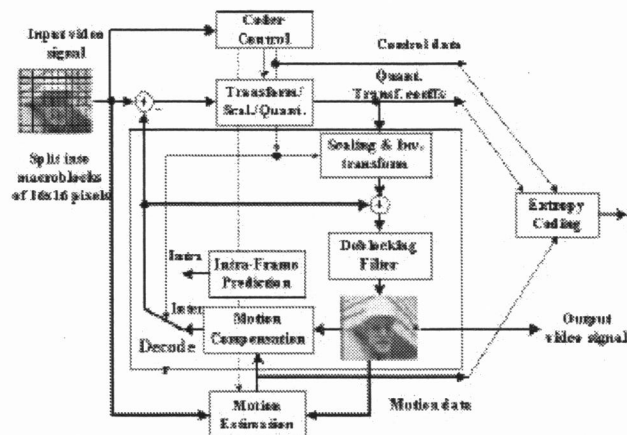 Input video
signal
Coder
Control
Control data
Transform/
Scal./Quant.
Quant.
Transf. coeffs
Split into
macroblocks
of 16x16 pixels
Scaling & Inv.
transform
Entropy
Coding
Deblocking
Filter
Intra
Intra-Frame
Prediction
Inter
Motion
Compensation
Decode
r
Output
video signal
Motion
Estimation
Motion data